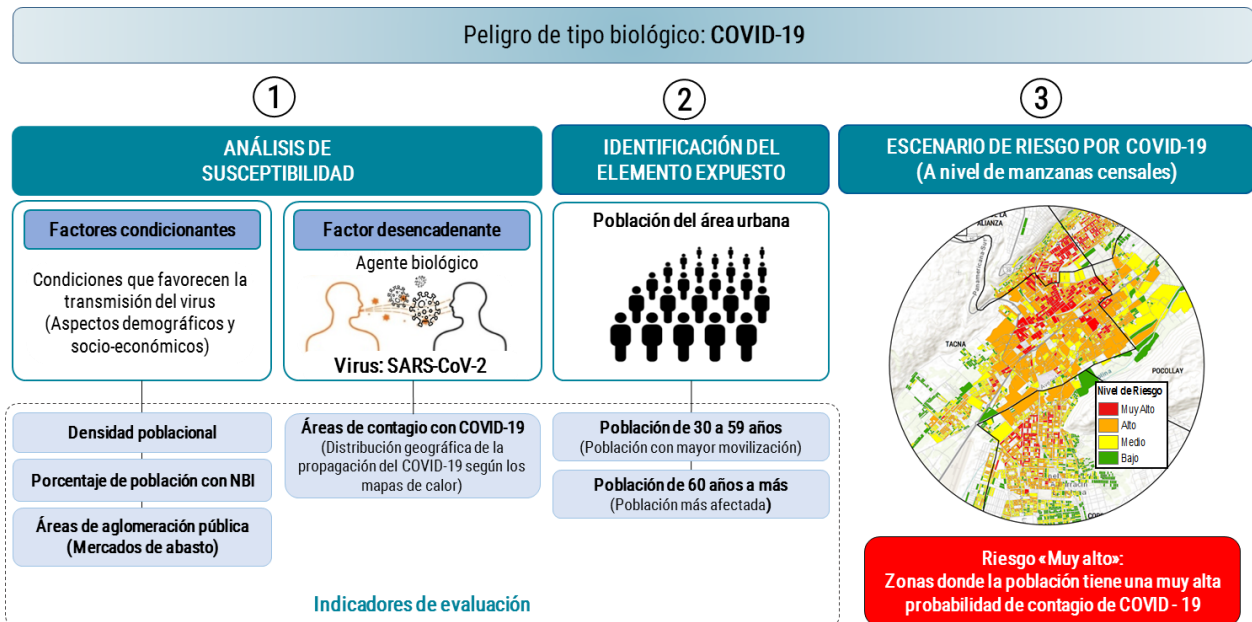 Peligro de tipo biológico: COVID-19
1
2
3
ANÁLISIS DE
SUSCEPTIBILIDAD
IDENTIFICACIÓN DEL
ELEMENTO EXPUESTO
ESCENARIO DE RIESGO POR COVID-19
(A nivel de manzanas censales)
Factores condicionantes
Condiciones que favorecen la
transmisión del virus
(Aspectos demográficos y
socio-económicos)
Factor desencadenante
Agente biológico
Virus: SARS-CoV-2
Población del área urbana
DE LA
ALIANZA
Panamericana Sur
TACNA
POCOLLAY
Nivel de Riesgo
Muy Alto
Alto
Medio
Bajo
Densidad poblacional
Porcentaje de población con NBI
Áreas de aglomeración pública
(Mercados de abasto)
Áreas de contagio con COVID-19
(Distribución geográfica de la
propagación del COVID-19 según los
mapas de calor)
Población de 30 a 59 años
(Población con mayor movilización)
Población de 60 años a más
(Población más afectada)
Indicadores de evaluación
Riesgo «Muy alto»:
Zonas donde la población tiene una muy alta
probabilidad de contagio de COVID - 19